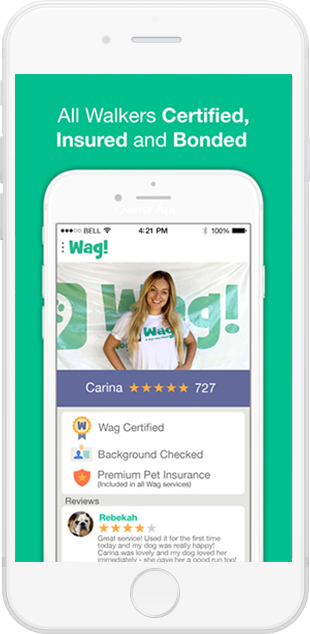 All Walkers Certified,
Insured and Bonded
BELL 4:21 PM 100%
Wag!
Wag!
Wag!
Carina 727
W Wag Certified
Background Checked
Premium Pet Insurance
(Included in all Wag services)
Reviews
Rebekah
Great service! Used it for the first time
today and my dog was really happy!
Carina was lovely and my dog loved her
immediately - she gave her a good run too!